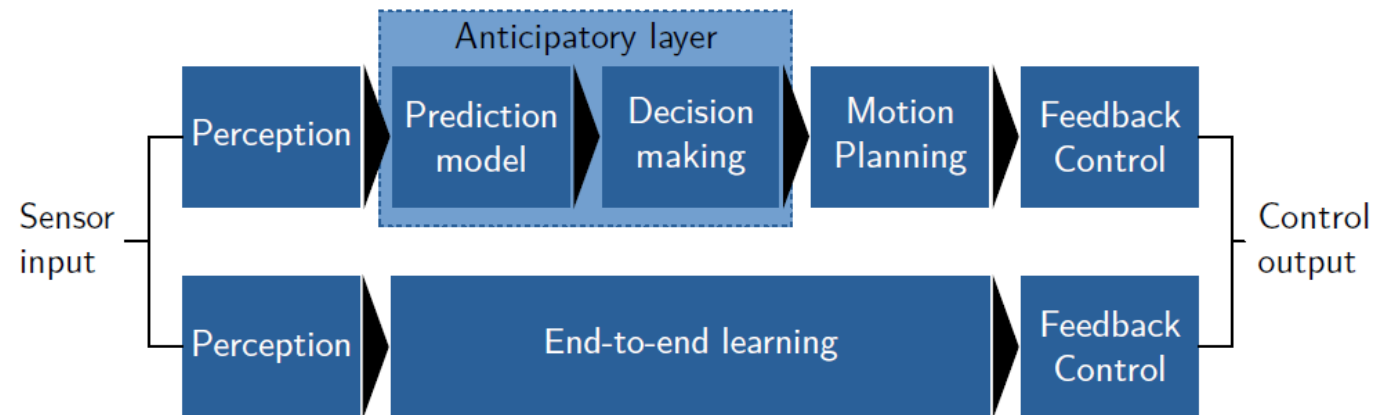 Anticipatory layer
Perception
Prediction
model
Decision
making
Motion
Planning
Feedback
Control
Sensor
input
Control
output
Perception
End-to-end learning
Feedback
Control